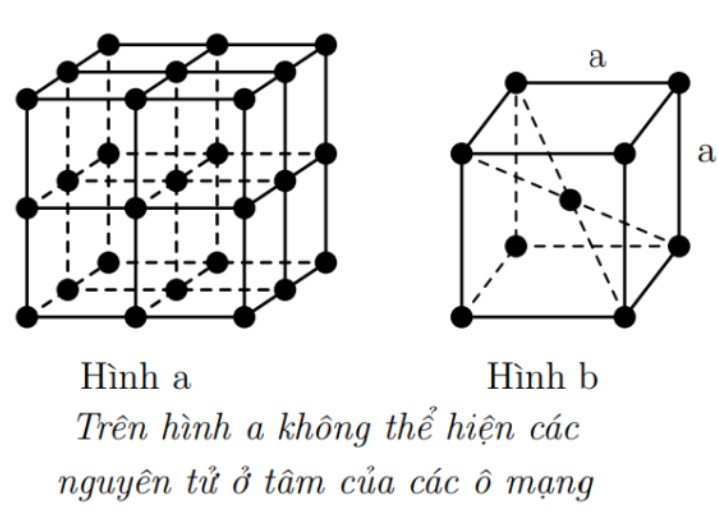 a
a
Hình a
Hình b
Trên hình a không thể hiện các
nguyên tử ở tâm của các ô mạng